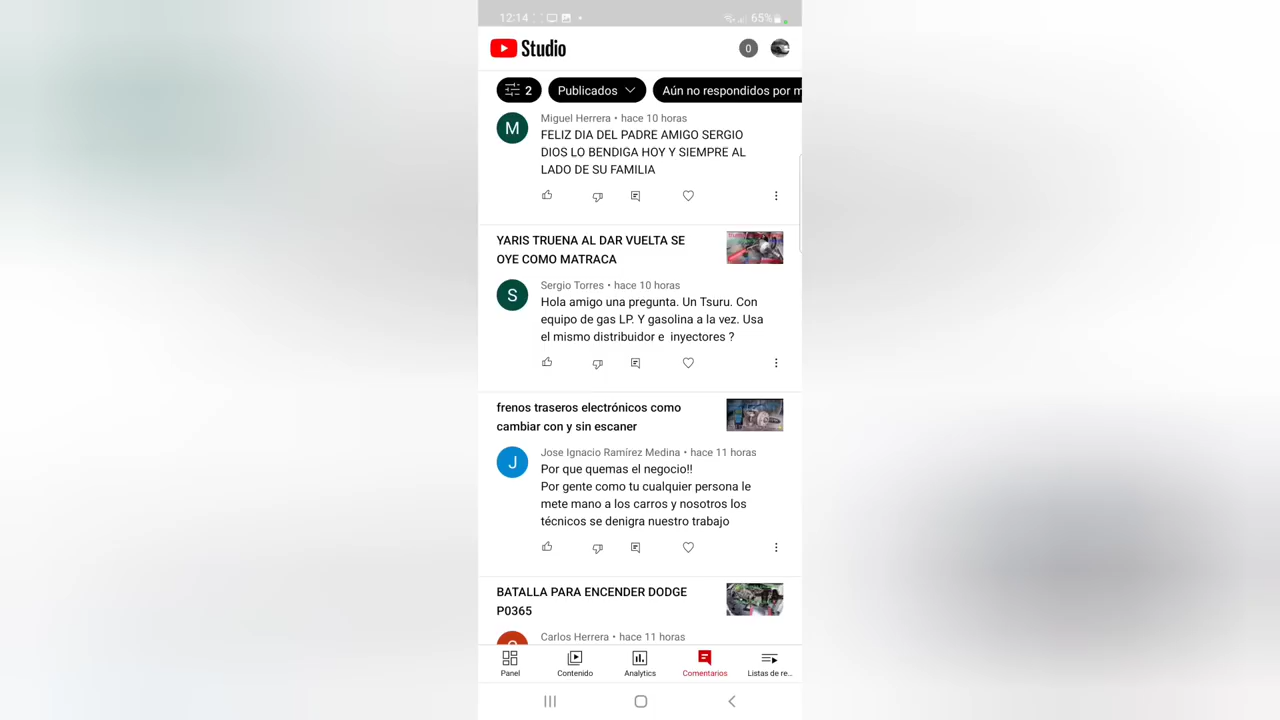 12:14
65%
Studio
0
2
Publicados
Aún no respondidos por m
Miguel Herrera • hace 10 horas
M
FELIZ DIA DEL PADRE AMIGO SERGIO
DIOS LO BENDIGA HOY Y SIEMPRE AL
LADO DE SU FAMILIA
YARIS TRUENA AL DAR VUELTA SE
OYE COMO MATRACA
Sergio Torres • hace 10 horas
S
Hola amigo una pregunta. Un Tsuru. Con
equipo de gas LP. Y gasolina a la vez. Usa
el mismo distribuidor e inyectores ?
frenos traseros electrónicos como
cambiar con y sin escaner
Jose Ignacio Ramírez Medina • hace 11 horas
J
Por que quemas el negocio!!
Por gente como tu cualquier persona le
mete mano a los carros y nosotros los
técnicos se denigra nuestro trabajo
BATALLA PARA ENCENDER DODGE
P0365
Carlos Herrera • hace 11 horas
Panel
Contenido
Analytics
Comentarios
Listas de re...